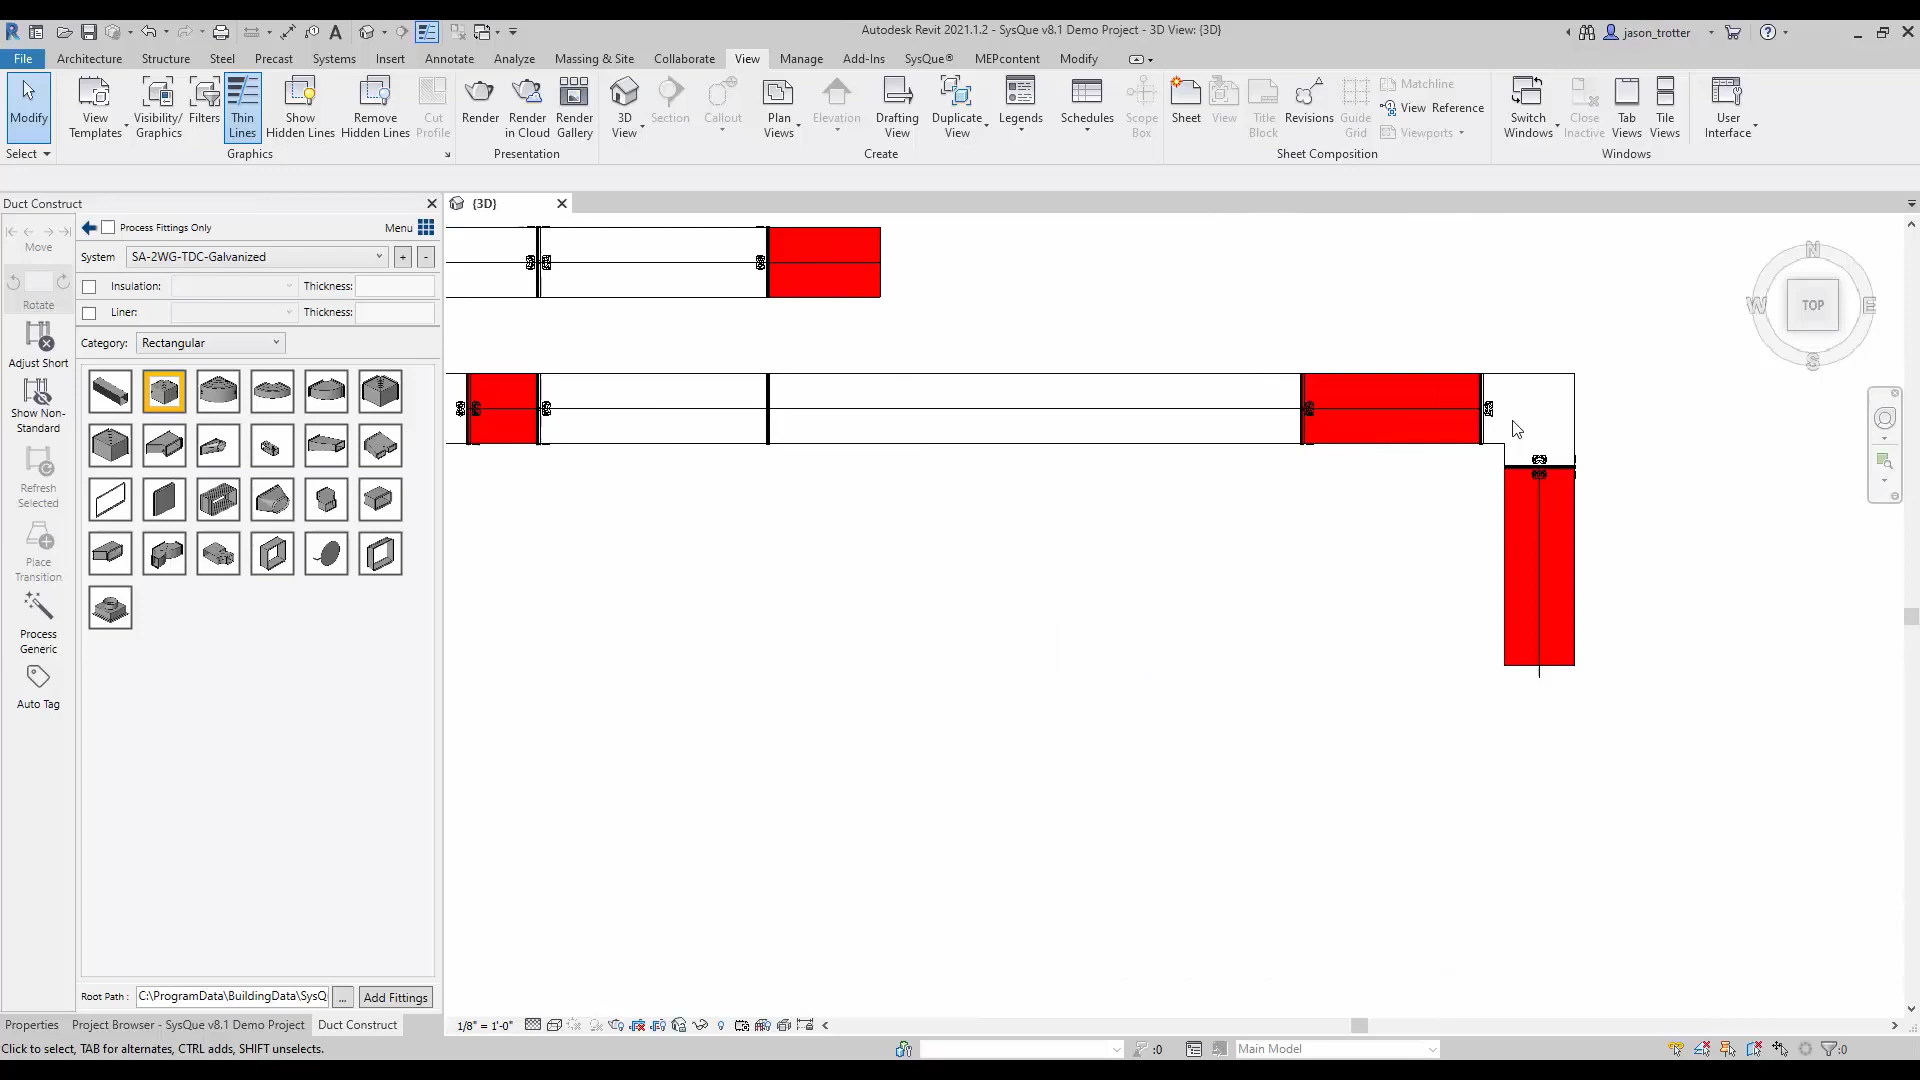 Autodesk Revit 2021.1.2 - SysQue v8.1 Demo Project - 3D View: {3D}
jason_trotter
File Architecture Structure Steel Precast Systems Insert Annotate Analyze Massing & Site Collaborate View Manage Add-Ins SysQue® MEPcontent Modify
Modify
View Templates
Visibility/ Graphics
Filters
Thin Lines
Show Hidden Lines
Remove Hidden Lines
Cut Profile
Render
Render in Cloud
Render Gallery
3D View
Section
Callout
Plan Views
Elevation
Drafting View
Duplicate View
Legends
Schedules
Scope Box
Sheet
View
Title Block
Revisions
Guide Grid
Matchline
View Reference
Viewports
Switch Windows
Close Inactive
Tab Views
Tile Views
User Interface
Select Graphics Presentation Create Sheet Composition Windows
Duct Construct
{3D}
Move
Rotate
Adjust Short
Show Non-Standard
Refresh Selected
Place Transition
Process Generic
Auto Tag
Process Fittings Only Menu
System SA-2WG-TDC-Galvanized + -
Insulation: Thickness:
Liner: Thickness:
Category: Rectangular
N
W TOP E
S
Root Path : C:\ProgramData\BuildingData\SysQ ... Add Fittings
Properties Project Browser - SysQue v8.1 Demo Project Duct Construct
1/8" = 1'-0"
Click to select, TAB for alternates, CTRL adds, SHIFT unselects.
:0
Main Model
:0